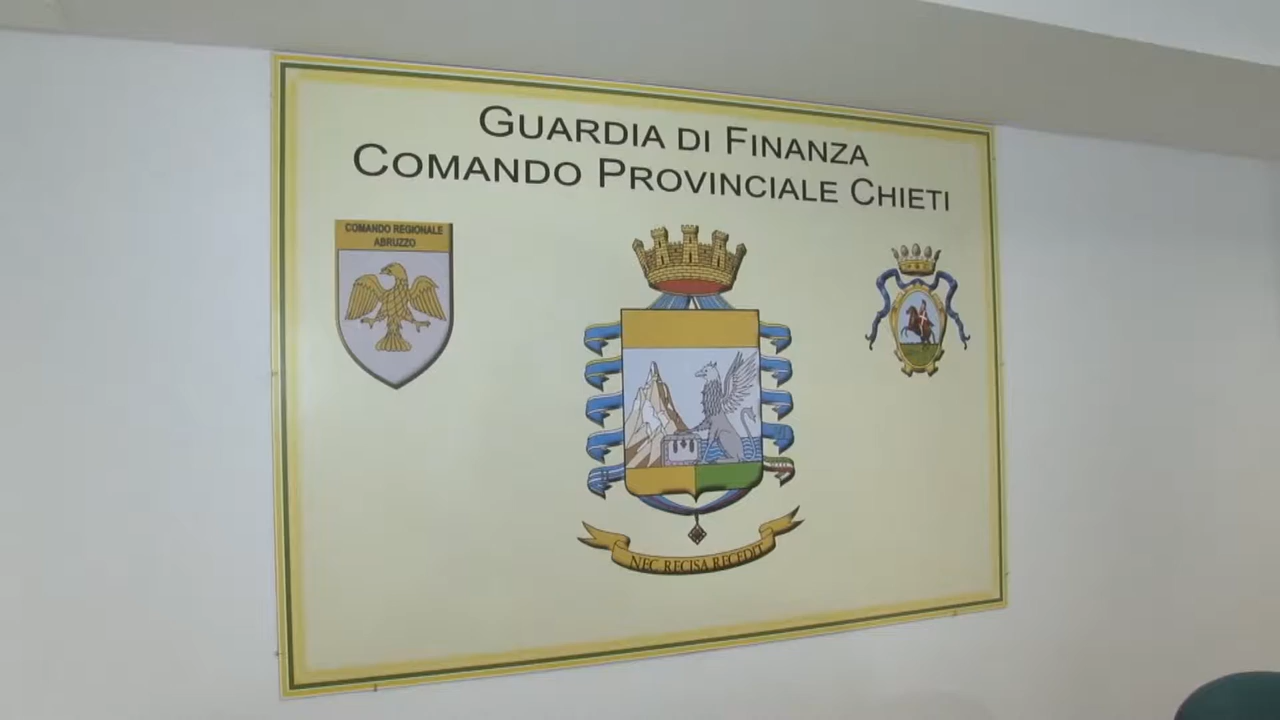 GUARDIA DI FINANZA
COMANDO PROVINCIALE CHIETI
COMANDO REGIONALE
ABRUZZO
NEC RECISA RECEDIT